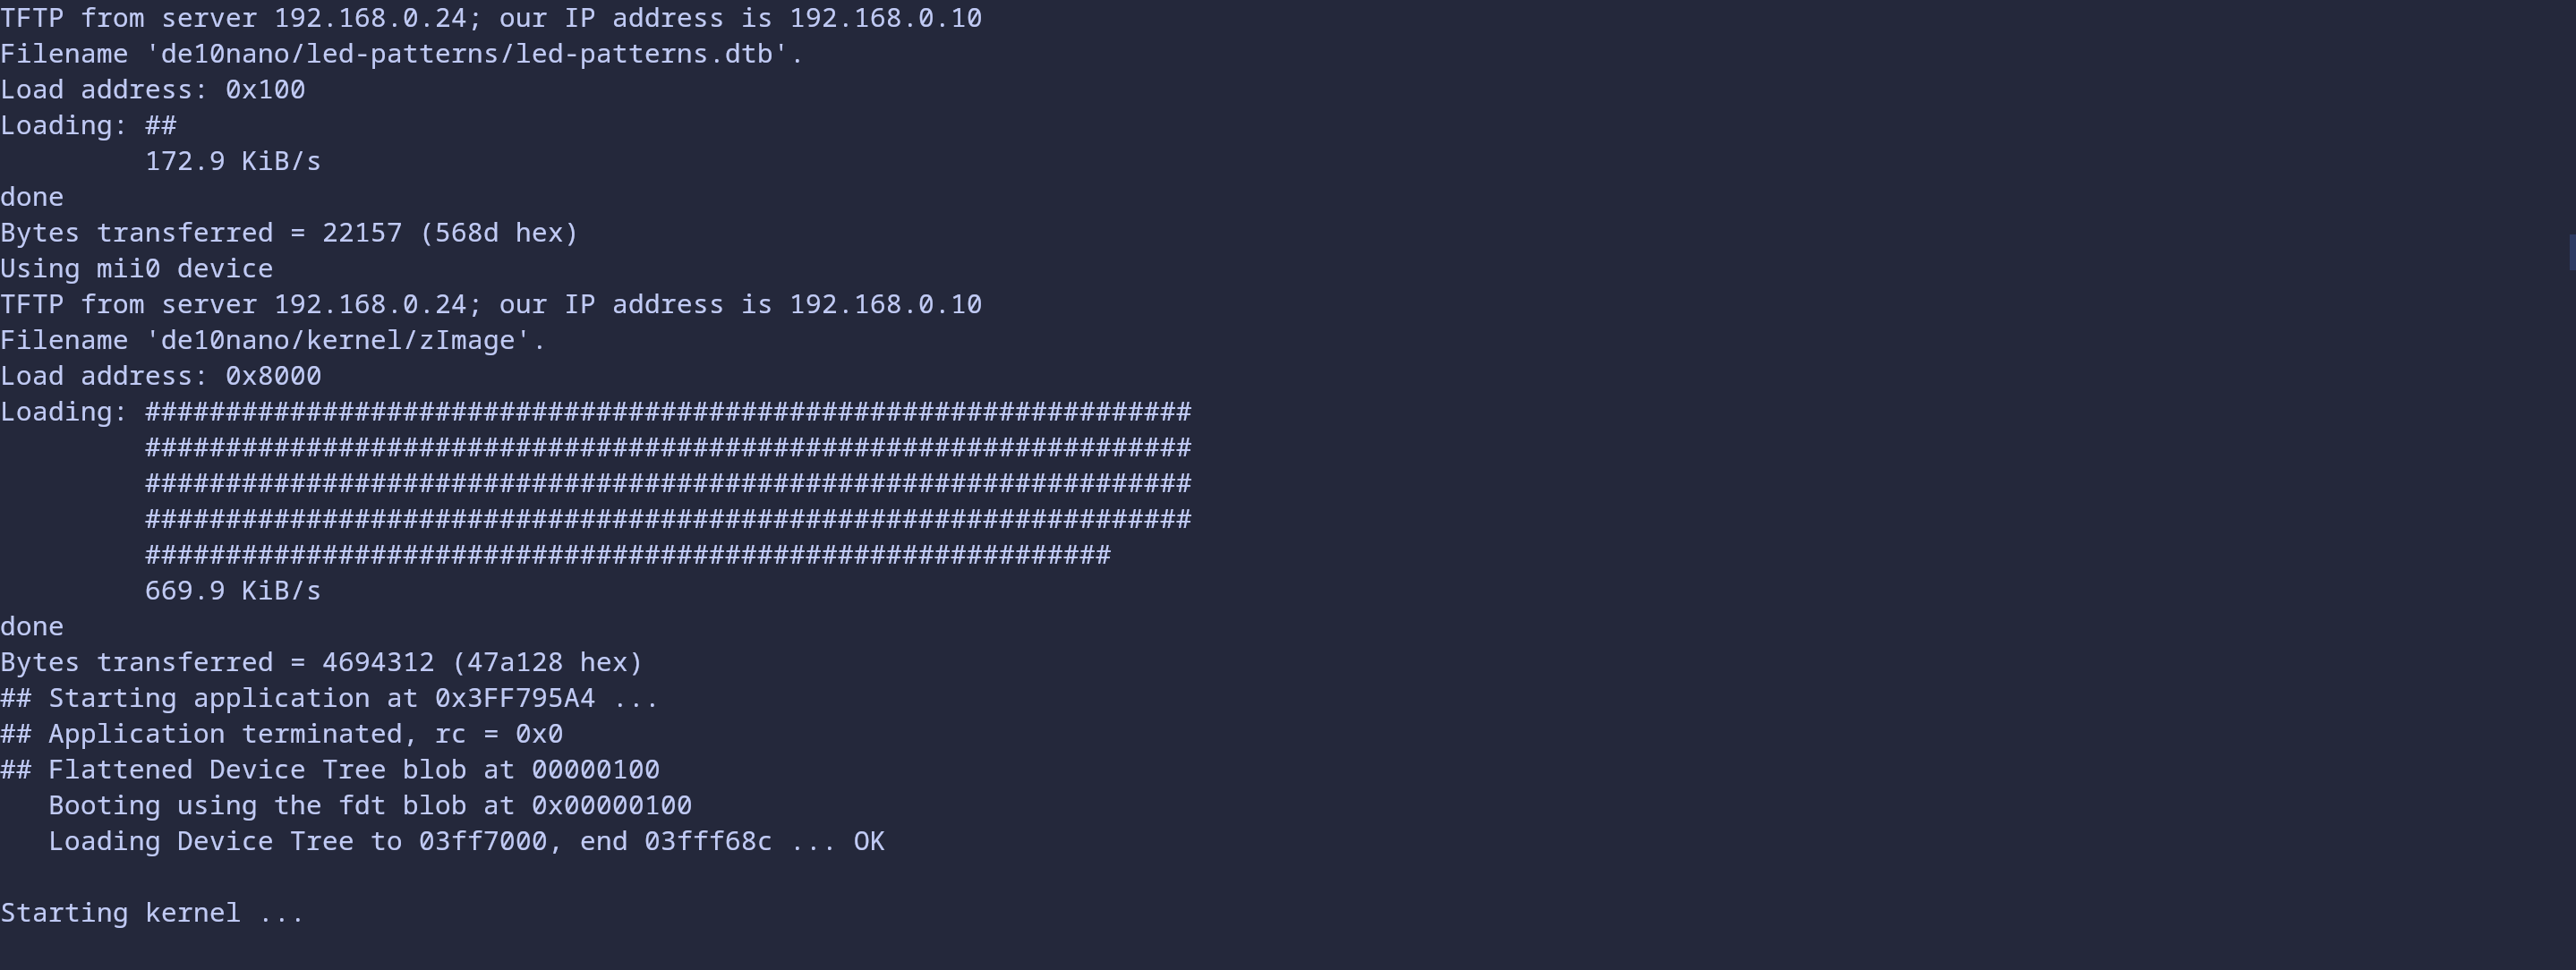 TFTP from server 192.168.0.24; our IP address is 192.168.0.10
Filename 'de10nano/led-patterns/led-patterns.dtb'.
Load address: 0x100
Loading: ##
         172.9 KiB/s
done
Bytes transferred = 22157 (568d hex)
Using mii0 device
TFTP from server 192.168.0.24; our IP address is 192.168.0.10
Filename 'de10nano/kernel/zImage'.
Load address: 0x8000
Loading: #################################################################
         #################################################################
         #################################################################
         #################################################################
         ############################################################
         669.9 KiB/s
done
Bytes transferred = 4694312 (47a128 hex)
## Starting application at 0x3FF795A4 ...
## Application terminated, rc = 0x0
## Flattened Device Tree blob at 00000100
   Booting using the fdt blob at 0x00000100
   Loading Device Tree to 03ff7000, end 03fff68c ... OK

Starting kernel ...